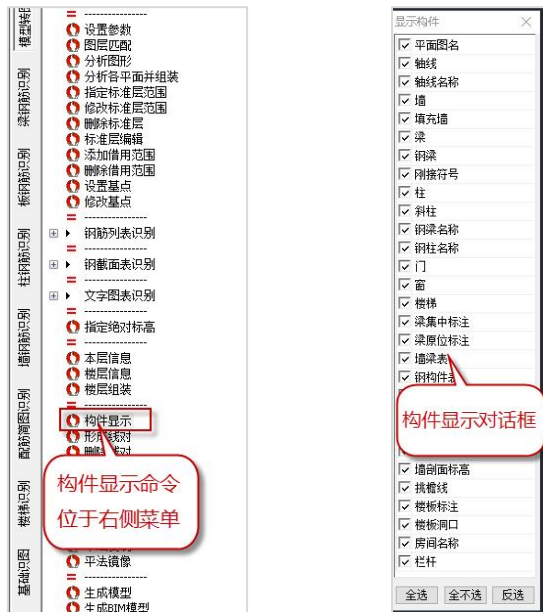 模型转图
梁钢筋识别
板钢筋识别
柱钢筋识别
墙钢筋识别
配筋简图识别
楼梯识别
基础识图
设置参数
图层匹配
分析图形
分析各平面并组装
指定标准层范围
修改标准层范围
删除标准层
标准层编辑
添加借用范围
删除借用范围
设置基点
修改基点
钢筋列表识别
钢截面表识别
文字图表识别
指定绝对标高
本层信息
楼层信息
楼层组装
构件显示
形成线对
删除线对
构件显示命令
位于右侧菜单
平法镜像
生成模型
生成BIM模型
显示构件
平面图名
轴线
轴线名称
墙
填充墙
梁
钢梁
刚接符号
柱
斜柱
钢梁名称
钢柱名称
门
窗
楼梯
梁集中标注
梁原位标注
墙梁表
钢构件表
构件显示对话框
墙剖面标高
挑檐线
楼板标注
楼板洞口
房间名称
栏杆
全选
全不选
反选